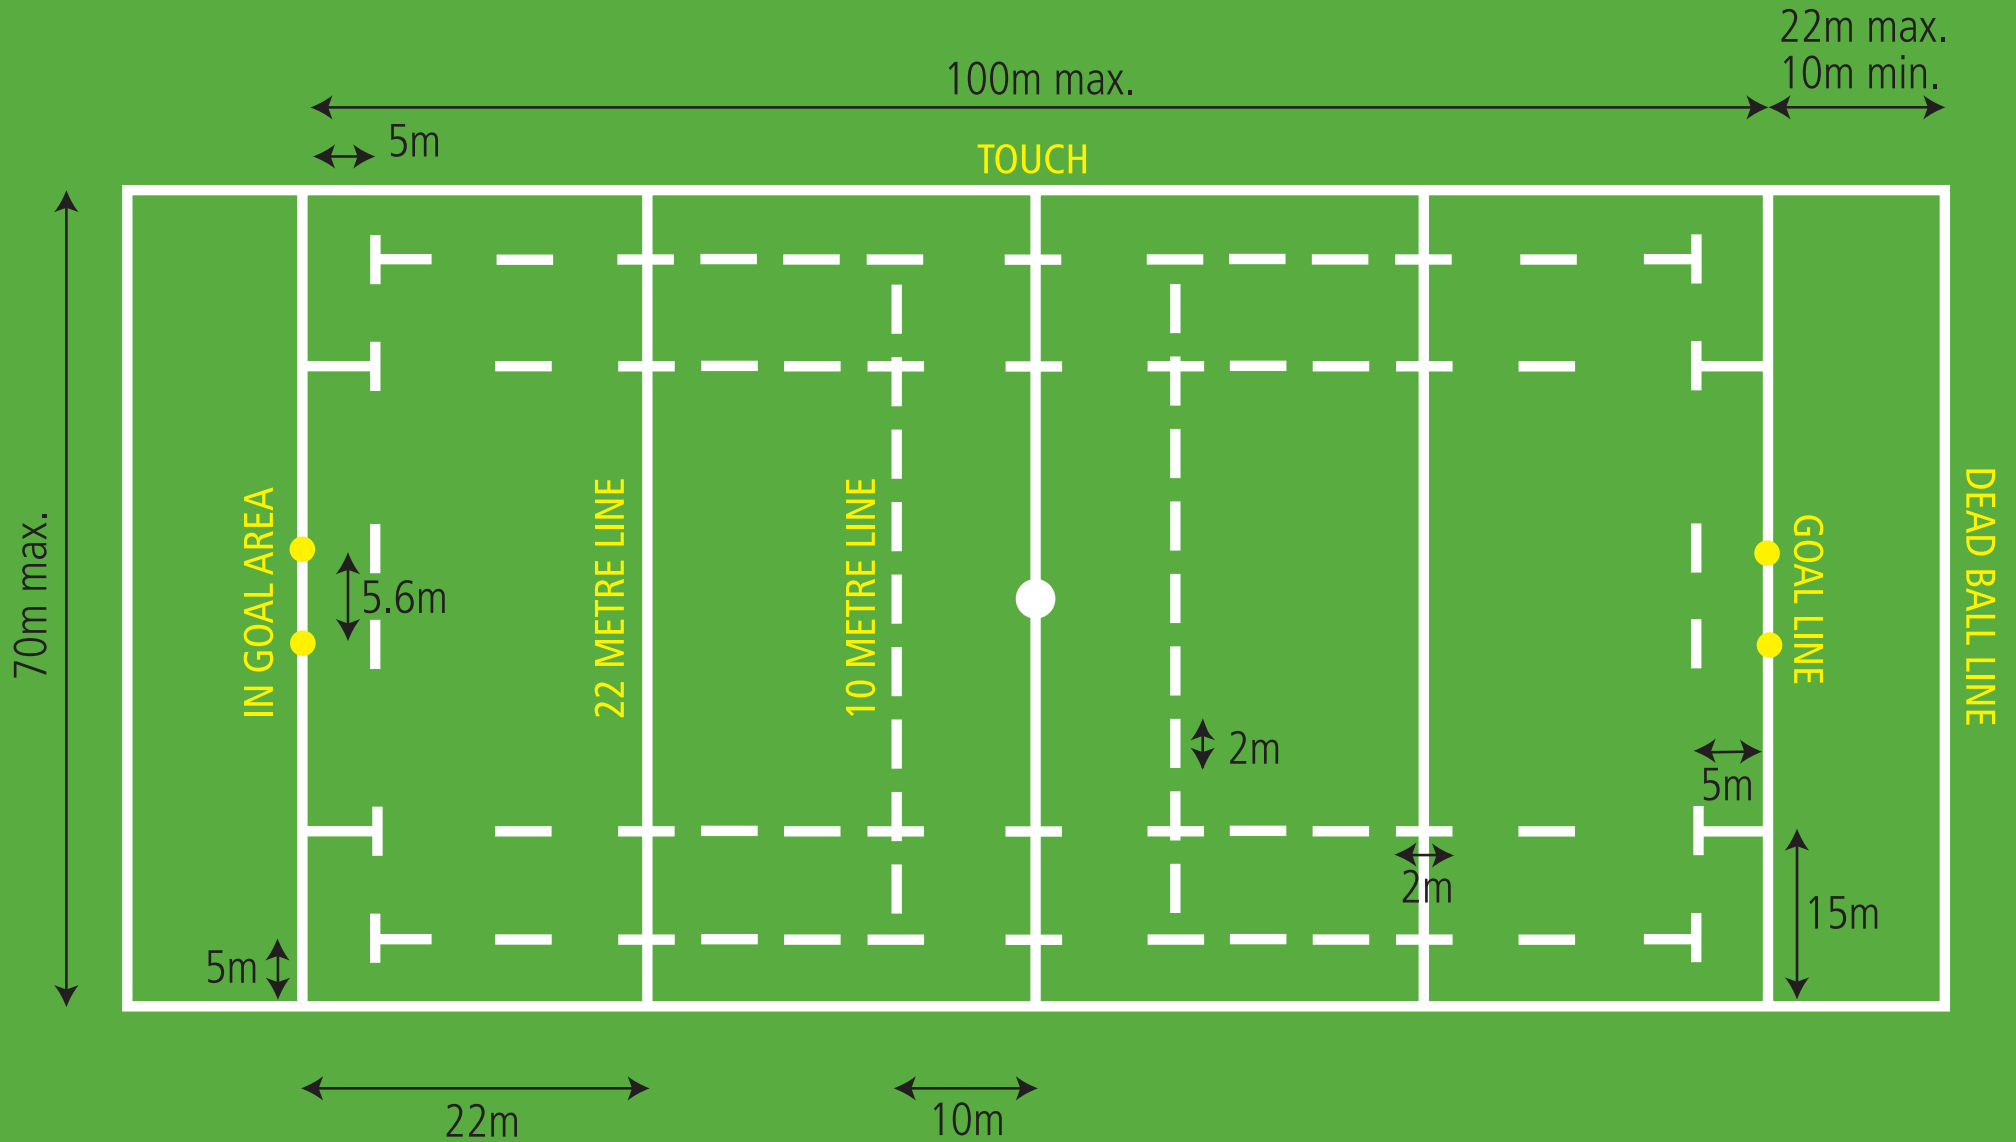 22m max.
10m min.
100m max.
5m
TOUCH
70m max.
IN GOAL AREA
22 METRE LINE
10 METRE LINE
GOAL LINE
DEAD BALL LINE
5.6m
2m
5m
2m
15m
5m
22m
10m